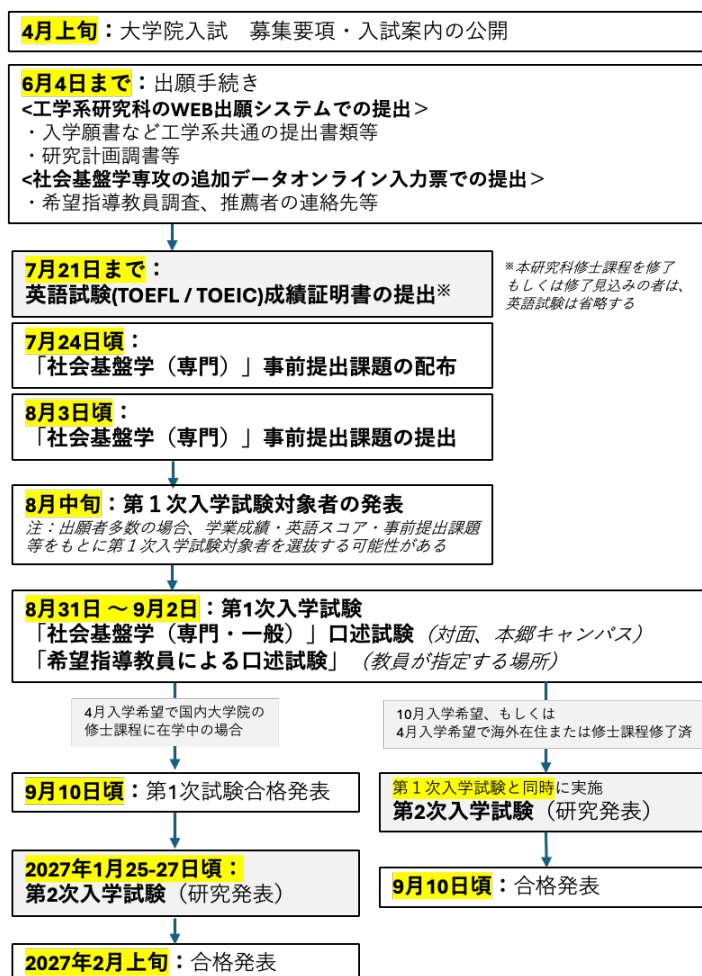 4月上旬：大学院入試　募集要項・入試案内の公開
6月4日まで：出願手続き
<工学系研究科のWEB出願システムでの提出＞
・入学願書など工学系共通の提出書類等
・研究計画調書等
<社会基盤学専攻の追加データオンライン入力票での提出＞
・希望指導教員調査、推薦者の連絡先等
7月21日まで：
英語試験(TOEFL / TOEIC)成績証明書の提出※
※本研究科修士課程を修了
もしくは修了見込みの者は、
英語試験は省略する
7月24日頃：
「社会基盤学（専門）」事前提出課題の配布
8月3日頃：
「社会基盤学（専門）」事前提出課題の提出
8月中旬：第１次入学試験対象者の発表
注：出願者多数の場合、学業成績・英語スコア・事前提出課題
等をもとに第１次入学試験対象者を選抜する可能性がある
8月31日 ～ 9月2日：第1次入学試験
「社会基盤学（専門・一般）」口述試験（対面、本郷キャンパス）
「希望指導教員による口述試験」（教員が指定する場所）
4月入学希望で国内大学院の
修士課程に在学中の場合
9月10日頃：第1次試験合格発表
2027年1月25-27日頃：
第2次入学試験（研究発表）
2027年2月上旬：合格発表
10月入学希望、もしくは
4月入学希望で海外在住または修士課程修了済
第１次入学試験と同時に実施
第2次入学試験（研究発表）
9月10日頃：合格発表